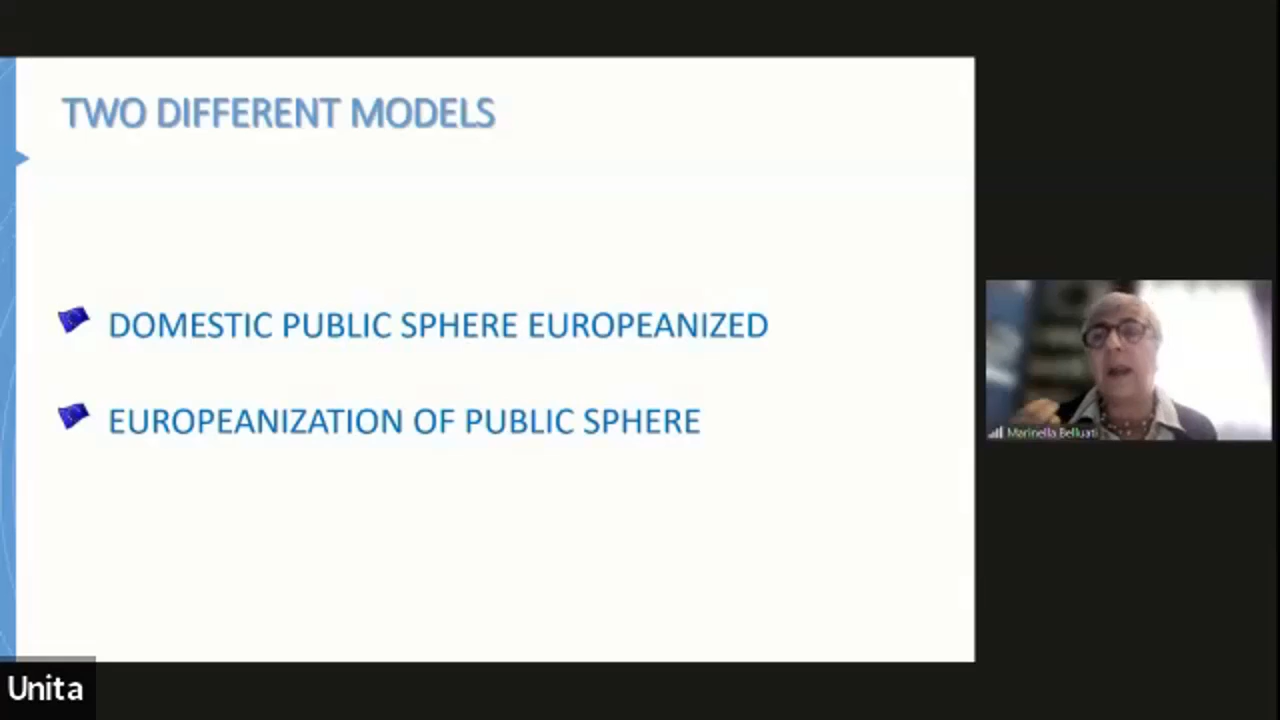 TWO DIFFERENT MODELS
DOMESTIC PUBLIC SPHERE EUROPEANIZED
EUROPEANIZATION OF PUBLIC SPHERE
Marinella Belluati
Unita